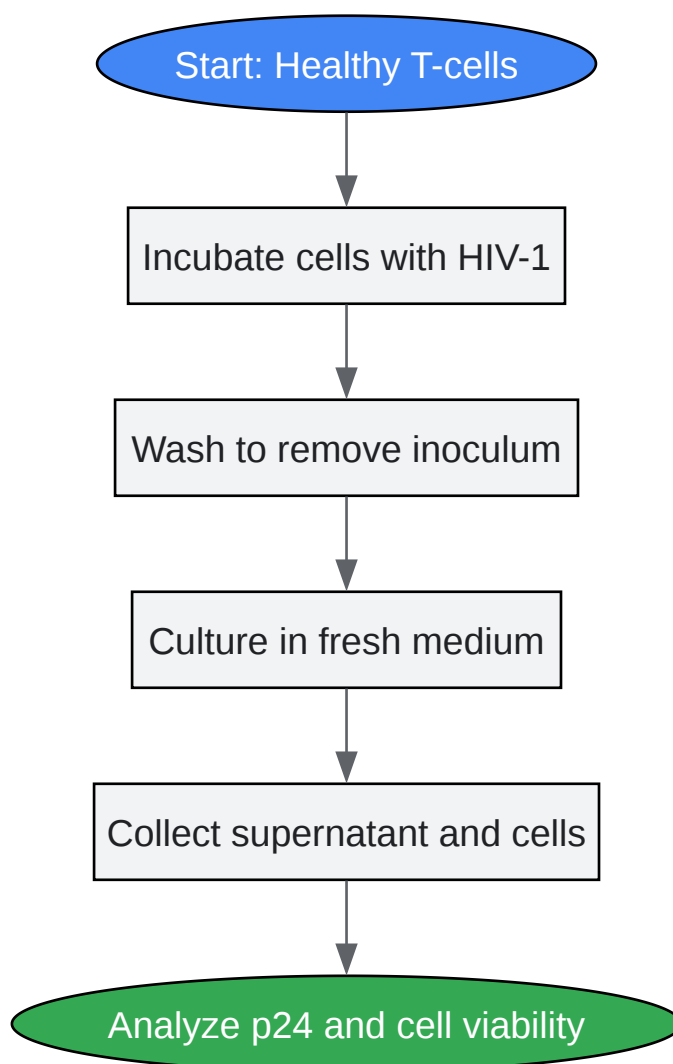 Start: Healthy T-cells
Incubate cells with HIV-1
Wash to remove inoculum
Culture in fresh medium
Collect supernatant and cells
Analyze p24 and cell viability